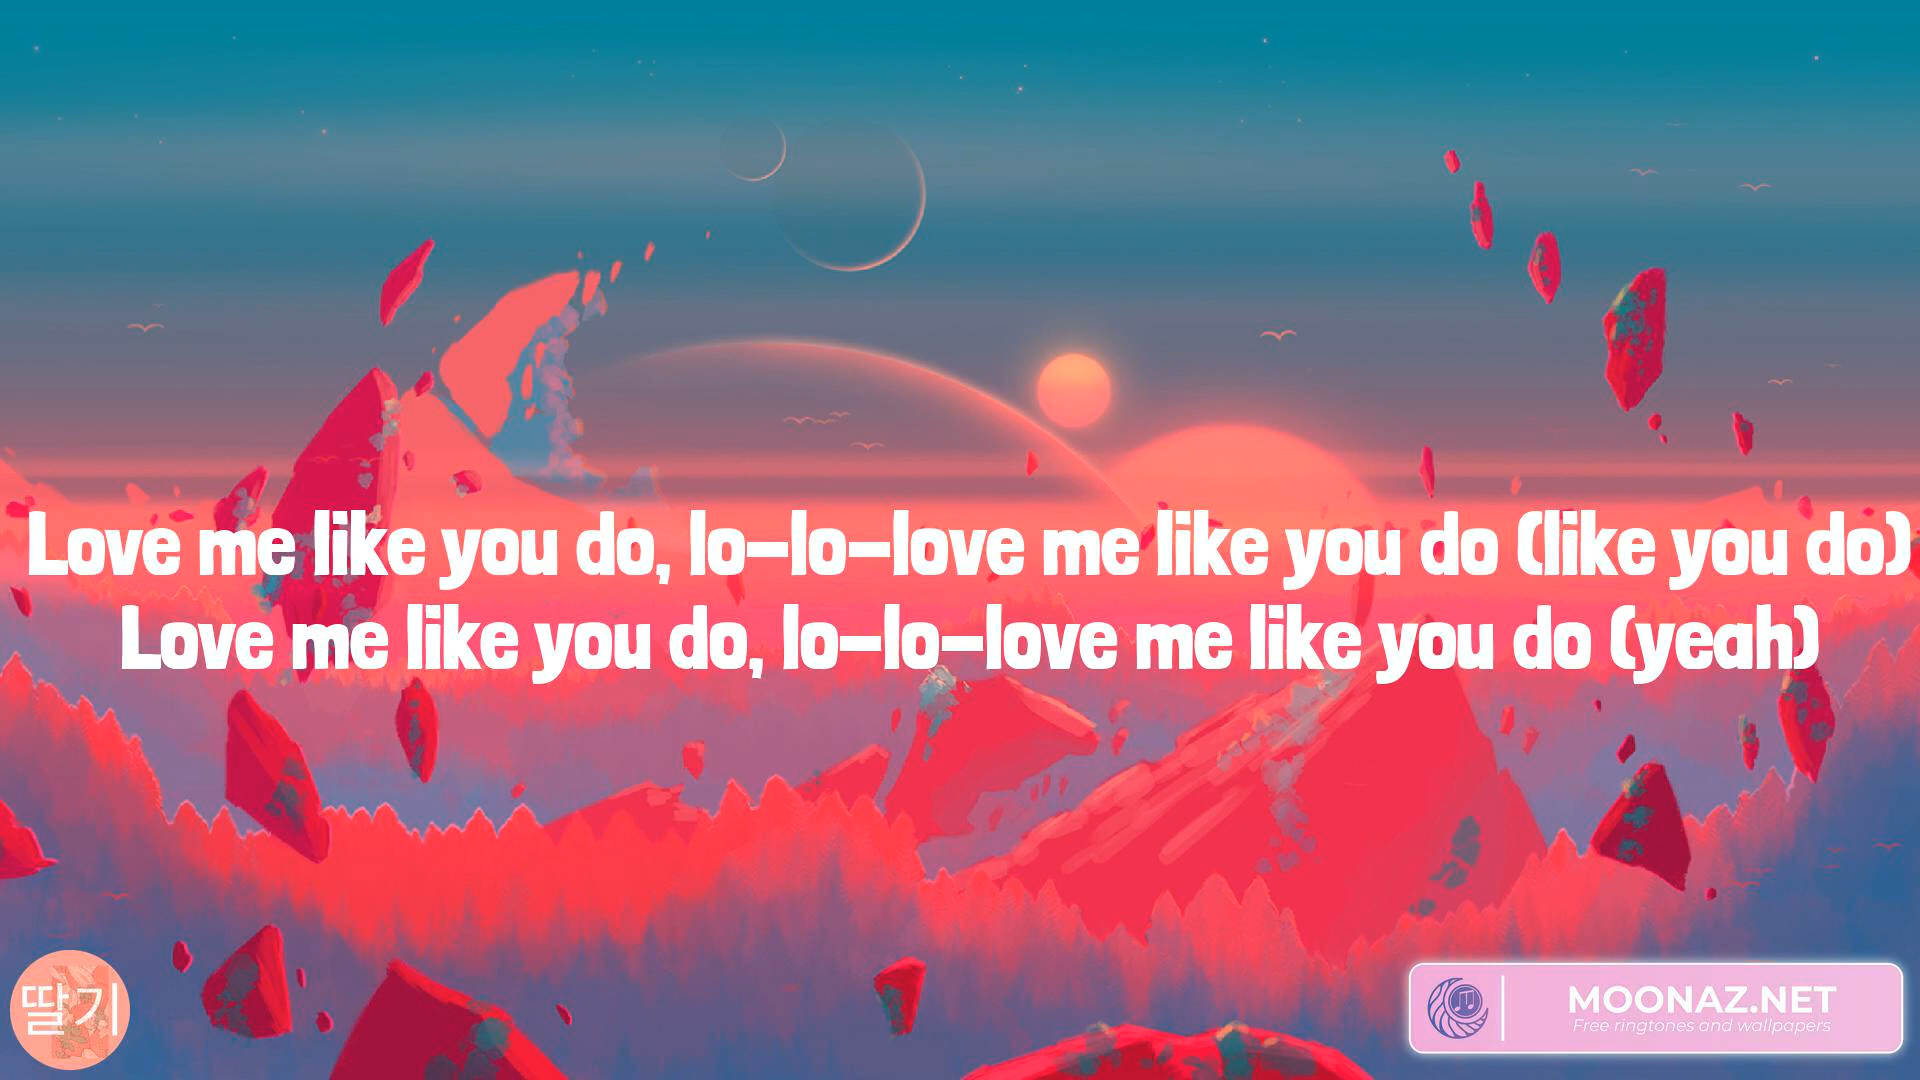 Love me like you do, lo-lo-love me like you do (like you do)
Love me like you do, lo-lo-love me like you do (yeah)
딸기
MOONAZ.NET
Free ringtones and wallpapers